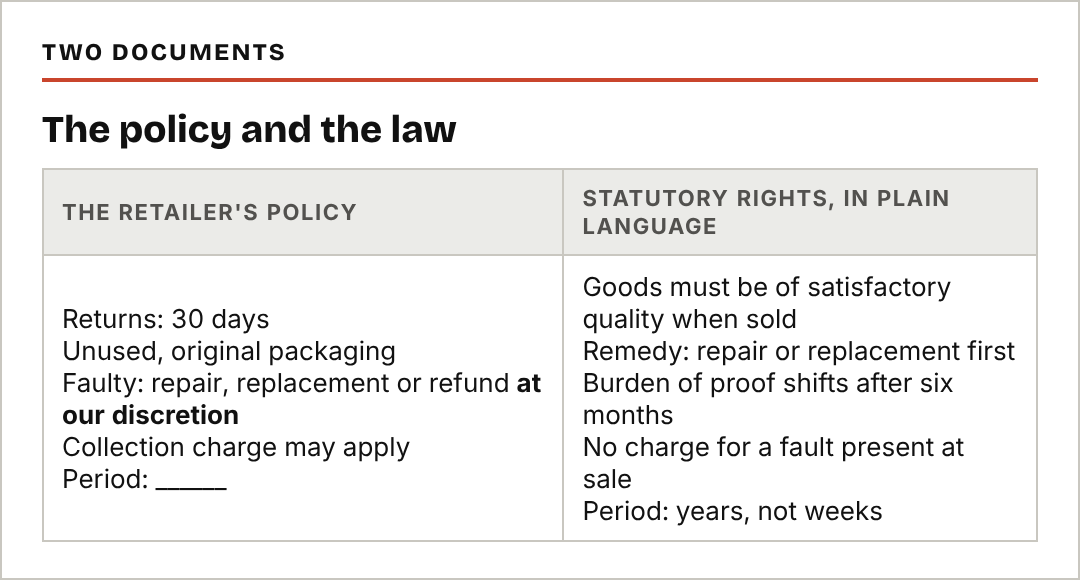 TWO DOCUMENTS
The policy and the law
THE RETAILER'S POLICY
STATUTORY RIGHTS, IN PLAIN
LANGUAGE
Returns: 30 days
Unused, original packaging
Faulty: repair, replacement or refund at
our discretion
Collection charge may apply
Period: ______
Goods must be of satisfactory
quality when sold
Remedy: repair or replacement first
Burden of proof shifts after six
months
No charge for a fault present at
sale
Period: years, not weeks